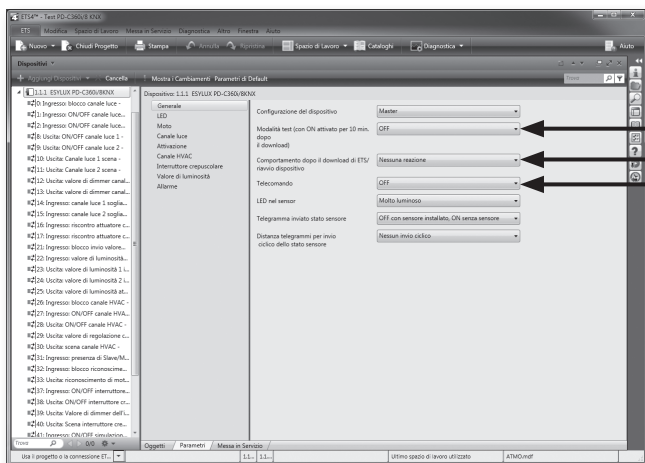 ETS4™ - Test PD-C360i/8 KNX
ETS Modifica Spazio di Lavoro Messa in Servizio Diagnostica Altro Finestra Aiuto
Nuovo Chiudi Progetto Stampa Annulla Ripristina Spazio di Lavoro Cataloghi Diagnostica Aiuto
Dispositivi
Aggiungi Dispositivi Cancella Mostra i Cambiamenti Parametri di Default Trova
1.1.1 ESYLUX PD-C360i/8KNX
0: Ingresso: blocco canale luce -
1: Ingresso: ON/OFF canale luce...
2: Ingresso: ON/OFF canale luce...
8: Uscita: ON/OFF canale luce 1 -
9: Uscita: ON/OFF canale luce 2 -
10: Uscita: Canale luce 1 scena -
11: Uscita: Canale luce 2 scena -
12: Uscita: valore di dimmer canal...
13: Uscita: valore di dimmer canal...
14: Ingresso: canale luce 1 soglia...
15: Ingresso: canale luce 2 soglia...
16: Ingresso: riscontro attuatore c...
17: Ingresso: riscontro attuatore c...
21: Ingresso: blocco invio valore...
22: Ingresso: valore di luminosità...
23: Uscita: valore di luminosità 1 i...
24: Uscita: valore di luminosità 2 i...
25: Uscita: valore di luminosità at...
26: Ingresso: blocco canale HVAC -
27: Ingresso: ON/OFF canale HVA...
28: Uscita: ON/OFF canale HVAC -
29: Uscita: valore di regolazione c...
30: Uscita: scena canale HVAC -
31: Ingresso: presenza di Slave/M...
32: Ingresso: blocco riconoscime...
33: Uscita: riconoscimento di mot...
37: Ingresso: ON/OFF interruttore...
38: Uscita: ON/OFF interruttore cr...
39: Uscita: Valore di dimmer dell'i...
40: Uscita: Scena interruttore cre...
41: Ingresso: ON/OFF simulazion...
Trova 0/0
Dispositivo: 1.1.1 ESYLUX PD-C360i/8KNX
Generale
LED
Moto
Canale luce
Attivazione
Canale HVAC
Interruttore crepuscolare
Valore di luminosità
Allarme
Configurazione del dispositivo Master
Modalità test (con ON attivato per 10 min. OFF
dopo
il download)
Comportamento dopo il download di ETS/ Nessuna reazione
riavvio dispositivo
Telecomando OFF
LED nel sensor Molto luminoso
Telegramma inviato stato sensore OFF con sensore installato, ON senza sensore
Distanza telegrammi per invio Nessun invio ciclico
ciclico dello stato sensore
Oggetti Parametri Messa in Servizio
Usa il progetto o la connessione ET... 1.1... 1.1... Ultimo spazio di lavoro utilizzato ATMO.mdf